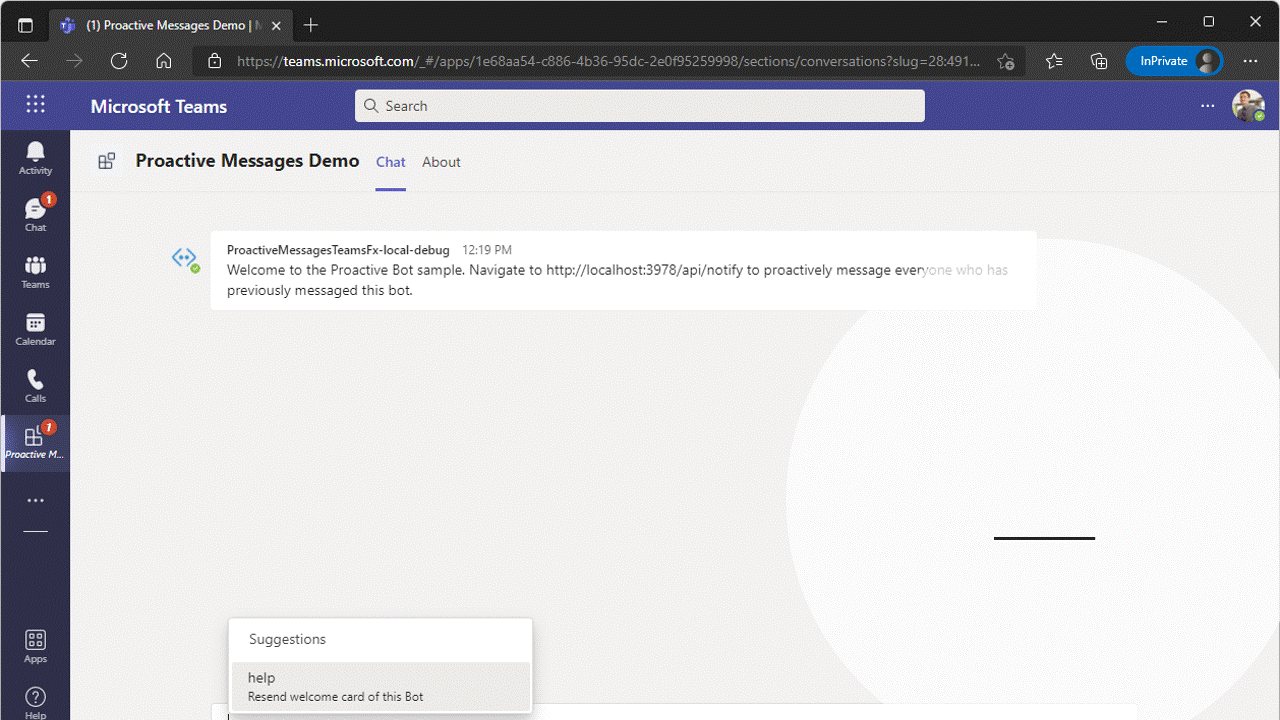 (1) Proactive Messages Demo | M
https://teams.microsoft.com/_#/apps/1e68aa54-c886-4b36-95dc-2e0f95259998/sections/conversations?slug=28:491...
InPrivate
Microsoft Teams
Search
Activity
1
Chat
Teams
Calendar
Calls
1
Proactive M...
Apps
Help
Proactive Messages Demo
Chat
About
ProactiveMessagesTeamsFx-local-debug 12:19 PM
Welcome to the Proactive Bot sample. Navigate to http://localhost:3978/api/notify to proactively message everyone who has
previously messaged this bot.
Suggestions
help
Resend welcome card of this Bot